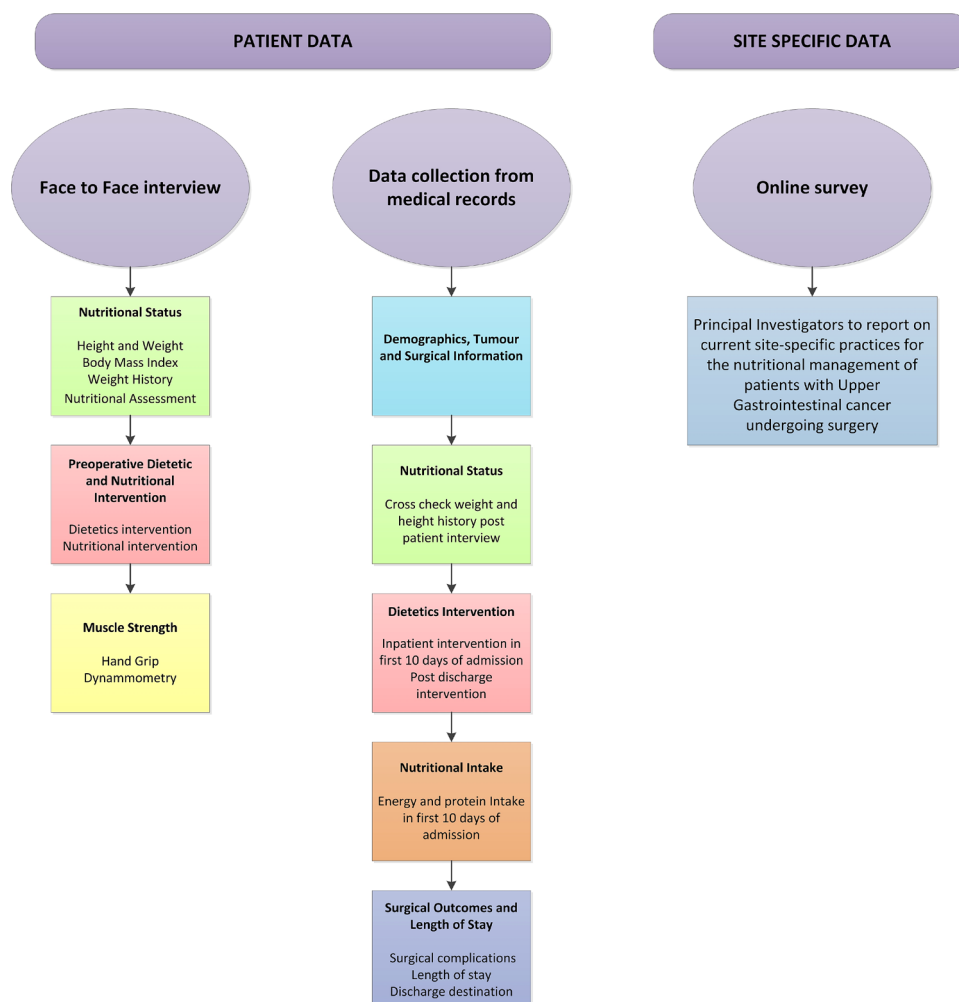 PATIENT DATA
SITE SPECIFIC DATA
Face to Face interview
Nutritional Status
Height and Weight
Body Mass Index
Weight History
Nutritional Assessment
Preoperative Dietetic
and Nutritional
Intervention
Dietetics intervention
Nutritional intervention
Muscle Strength
Hand Grip
Dynammometry
Data collection from
medical records
Demographics, Tumour
and Surgical Information
Nutritional Status
Cross check weight and
height history post
patient interview
Dietetics Intervention
Inpatient intervention in
first 10 days of admission
Post discharge
intervention
Nutritional Intake
Energy and protein Intake
in first 10 days of
admission
Surgical Outcomes and
Length of Stay
Surgical complications
Length of stay
Discharge destination
Online survey
Principal Investigators to report on
current site-specific practices for
the nutritional management of
patients with Upper
Gastrointestinal cancer
undergoing surgery